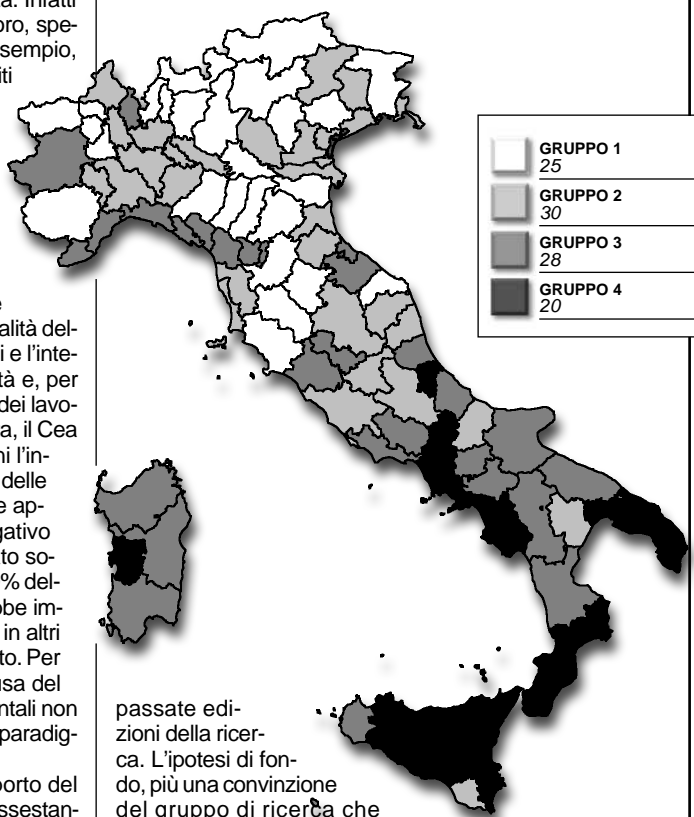 tà. Infatti
oro, spe-
sempio,
iti
e
alità del-
i e l'inte-
tà e, per
dei lavo-
ta, il Cea
ni l'in-
delle
e ap-
gativo
to so-
% del-
be im-
in altri
to. Per
usa del
ntali non
paradig-
porto del
ssestan-
passate edi-
zioni della ricer-
ca. L'ipotesi di fon-
do, più una convinzione
del gruppo di ricerca che
GRUPPO 1
25
GRUPPO 2
30
GRUPPO 3
28
GRUPPO 4
20